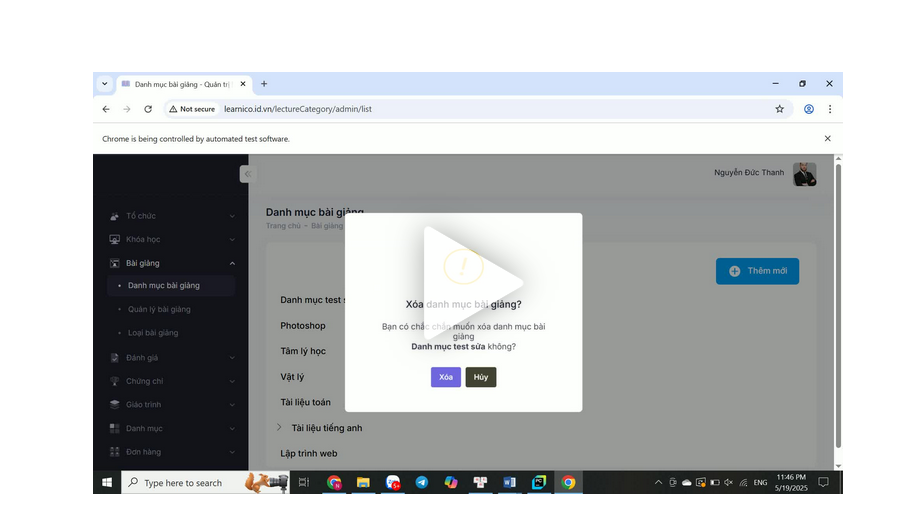 Danh mục bài giảng - Quản trị
Not secure
learnico.id.vn/lectureCategory/admin/list
Chrome is being controlled by automated test software.
Nguyễn Đức Thanh
Tổ chức
Khóa học
Bài giảng
Danh mục bài giảng
Quản lý bài giảng
Loại bài giảng
Đánh giá
Chứng chỉ
Giáo trình
Danh mục
Đơn hàng
Danh mục bài giảng
Trang chủ - Bài giảng
Thêm mới
Danh mục test
Photoshop
Tâm lý học
Vật lý
Tài liệu toán
Tài liệu tiếng anh
Lập trình web
Xóa danh mục bài giảng?
Bạn có chắc chắn muốn xóa danh mục bài
giảng
Danh mục test sửa không?
Xóa
Hủy
Type here to search
ENG
11:46 PM
5/19/2025